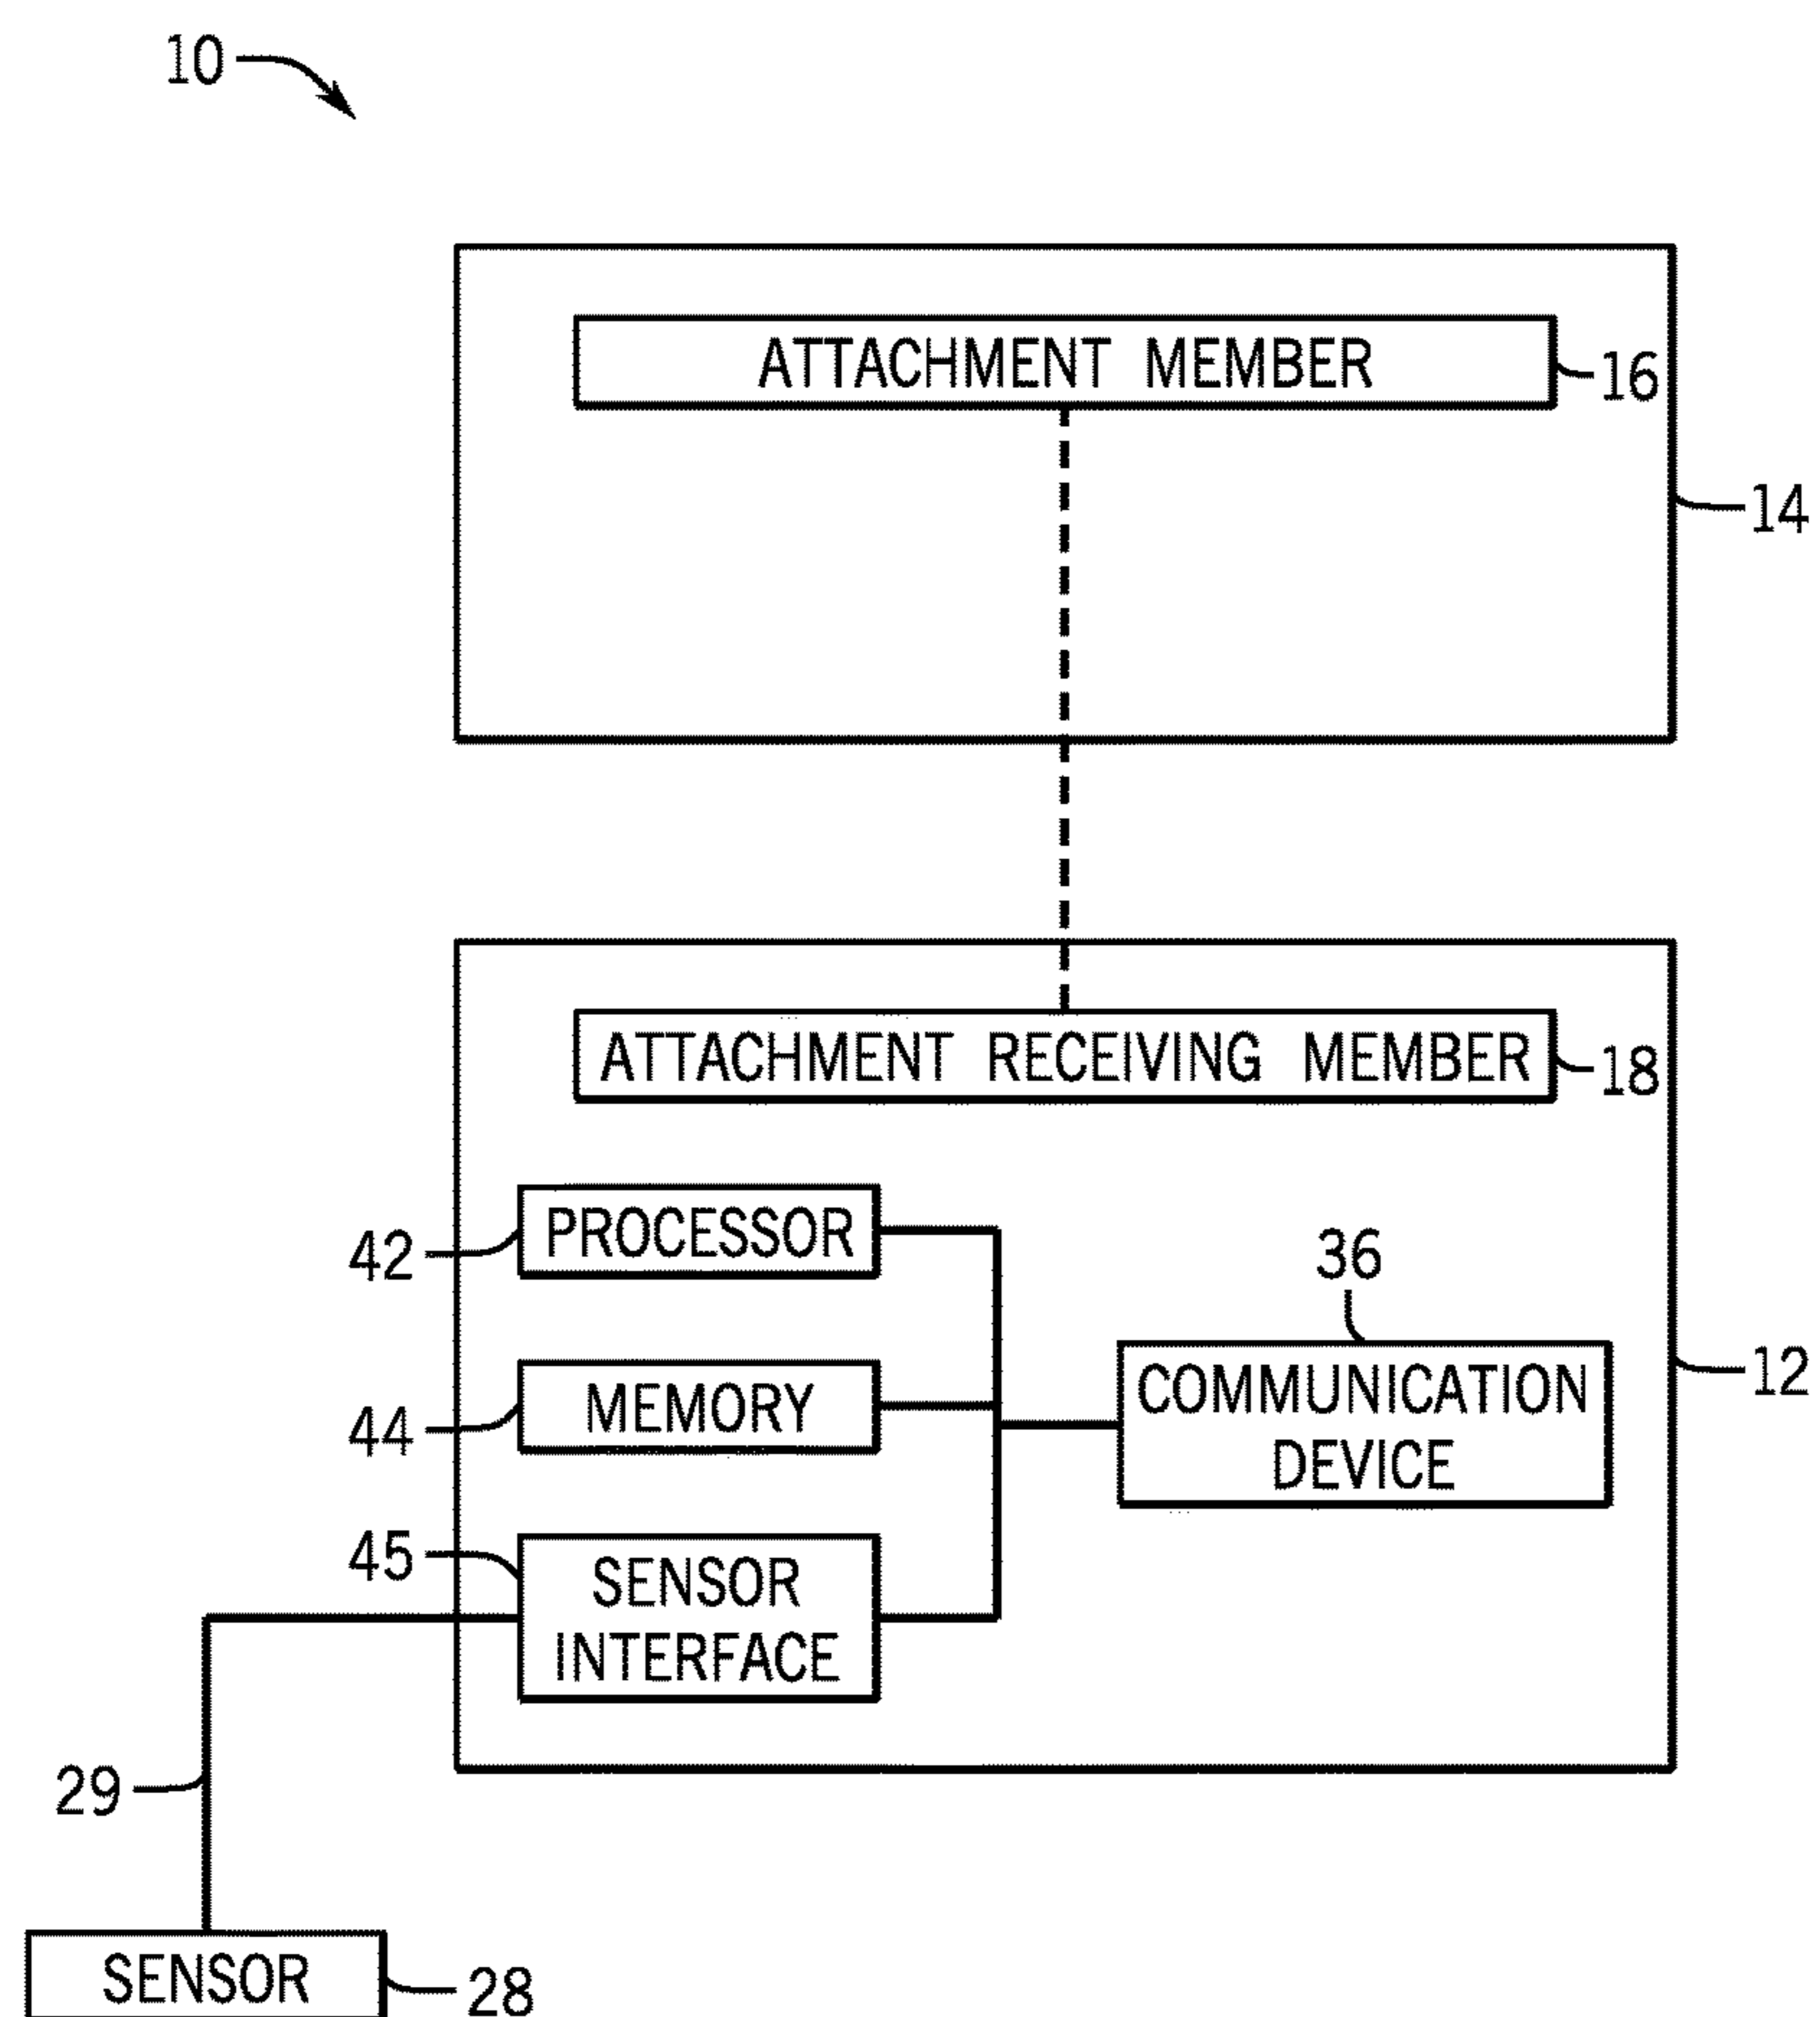 10
ATTACHMENT MEMBER
16
14
ATTACHMENT RECEIVING MEMBER
18
PROCESSOR
42
36
MEMORY
44
COMMUNICATION
DEVICE
12
45
SENSOR
INTERFACE
29
SENSOR
28